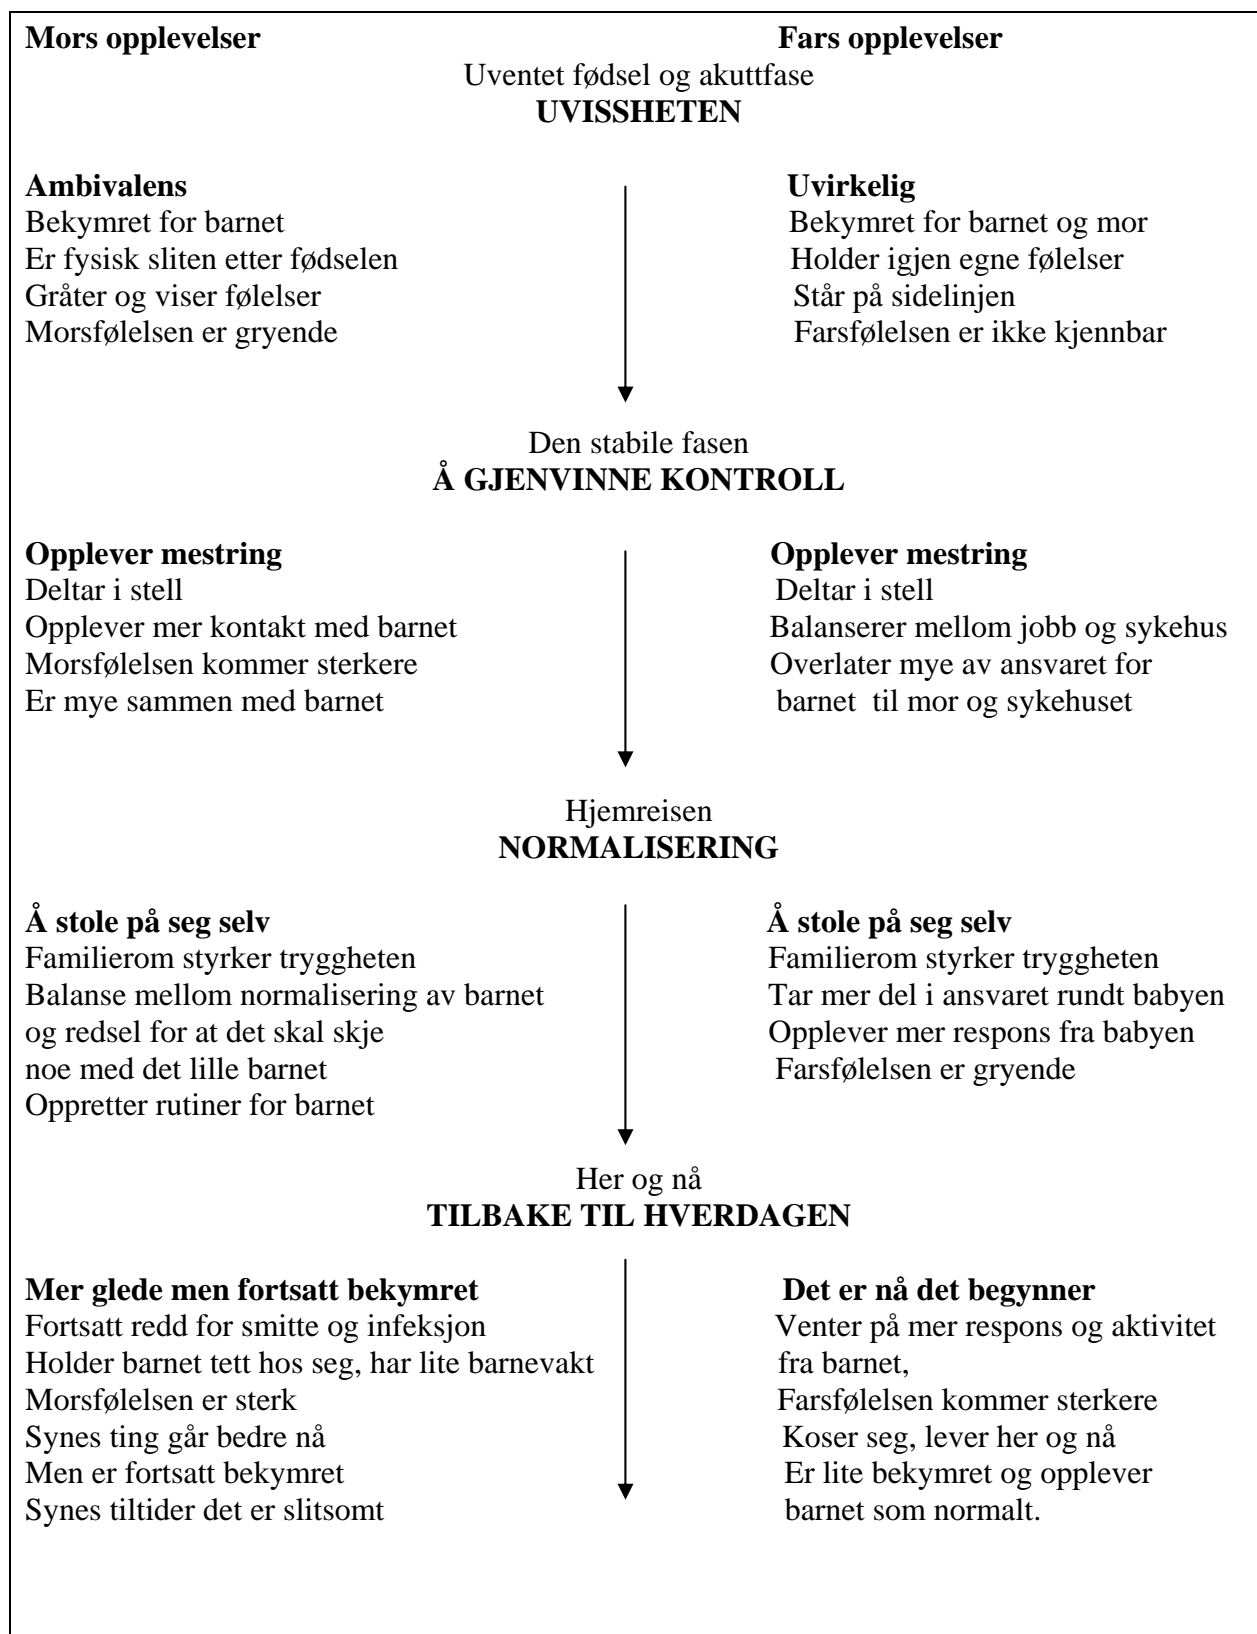 Mors opplevelser
Fars opplevelser
Uventet fødsel og akuttfase
UVISSHETEN
Ambivalens
Bekymret for barnet
Er fysisk sliten etter fødselen
Gråter og viser følelser
Morsfølelsen er gryende
Uvirkelig
Bekymret for barnet og mor
Holder igjen egne følelser
Står på sidelinjen
Farsfølelsen er ikke kjennbar
Den stabile fasen
Å GJENVINNE KONTROLL
Opplever mestring
Deltar i stell
Opplever mer kontakt med barnet
Morsfølelsen kommer sterkere
Er mye sammen med barnet
Opplever mestring
Deltar i stell
Balanserer mellom jobb og sykehus
Overlater mye av ansvaret for
barnet til mor og sykehuset
Hjemreisen
NORMALISERING
Å stole på seg selv
Familierom styrker tryggheten
Balanse mellom normalisering av barnet
og redsel for at det skal skje
noe med det lille barnet
Oppretter rutiner for barnet
Å stole på seg selv
Familierom styrker tryggheten
Tar mer del i ansvaret rundt babyen
Opplever mer respons fra babyen
Farsfølelsen er gryende
Her og nå
TILBAKE TIL HVERDAGEN
Mer glede men fortsatt bekymret
Fortsatt redd for smitte og infeksjon
Holder barnet tett hos seg, har lite barnevakt
Morsfølelsen er sterk
Synes ting går bedre nå
Men er fortsatt bekymret
Synes tiltider det er slitsomt
Det er nå det begynner
Venter på mer respons og aktivitet
fra barnet,
Farsfølelsen kommer sterkere
Koser seg, lever her og nå
Er lite bekymret og opplever
barnet som normalt.